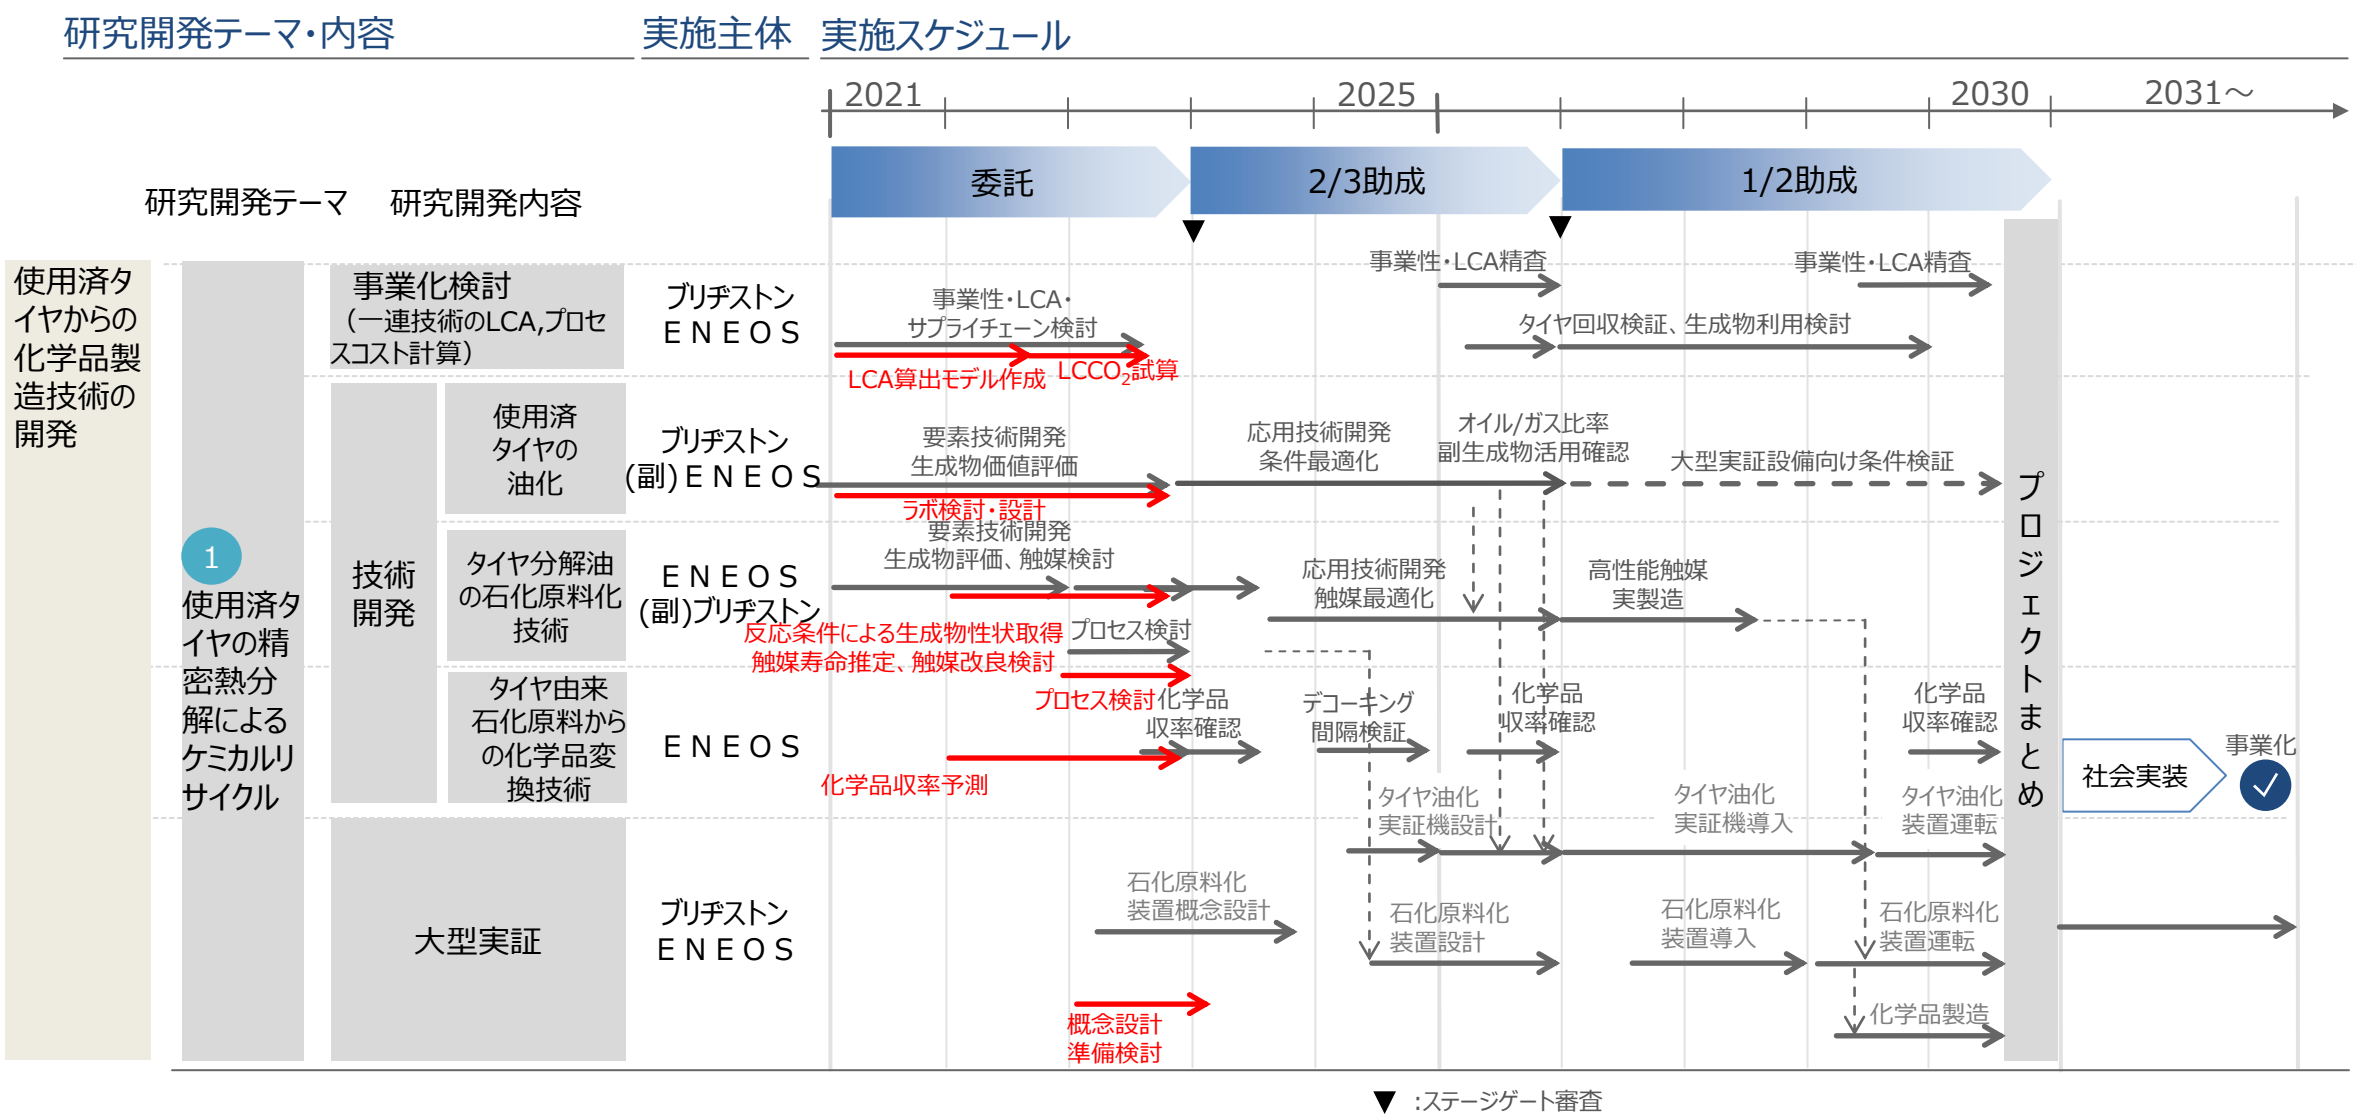 研究開発テーマ・内容
実施主体
実施スケジュール
2021
2025
2030
2031～
委託
2/3助成
1/2助成
研究開発テーマ
研究開発内容
使用済タ
イヤからの
化学品製
造技術の
開発
1
使用済タ
イヤの精
密熱分
解による
ケミカルリ
サイクル
事業化検討
（一連技術のLCA,プロセ
スコスト計算）
ブリヂストン
ＥＮＥＯＳ
事業性・LCA・
サプライチェーン検討
LCA算出モデル作成
LCCO₂試算
事業性・LCA精査
事業性・LCA精査
タイヤ回収検証、生成物利用検討
技術
開発
使用済
タイヤの
油化
ブリヂストン
(副)ＥＮＥＯＳ
要素技術開発
生成物価値評価
ラボ検討・設計
応用技術開発
条件最適化
オイル/ガス比率
副生成物活用確認
大型実証設備向け条件検証
タイヤ分解油
の石化原料化
技術
ＥＮＥＯＳ
(副)ブリヂストン
要素技術開発
生成物評価、触媒検討
反応条件による生成物性状取得
触媒寿命推定、触媒改良検討
プロセス検討
プロセス検討
応用技術開発
触媒最適化
高性能触媒
実製造
タイヤ由来
石化原料から
の化学品変
換技術
ＥＮＥＯＳ
化学品収率予測
化学品
収率確認
デコーキング
間隔検証
化学品
収率確認
化学品
収率確認
大型実証
ブリヂストン
ＥＮＥＯＳ
タイヤ油化
実証機設計
タイヤ油化
実証機導入
タイヤ油化
装置運転
石化原料化
装置概念設計
石化原料化
装置設計
石化原料化
装置導入
石化原料化
装置運転
概念設計
準備検討
化学品製造
プロジェクトまとめ
社会実装
事業化
▼ :ステージゲート審査